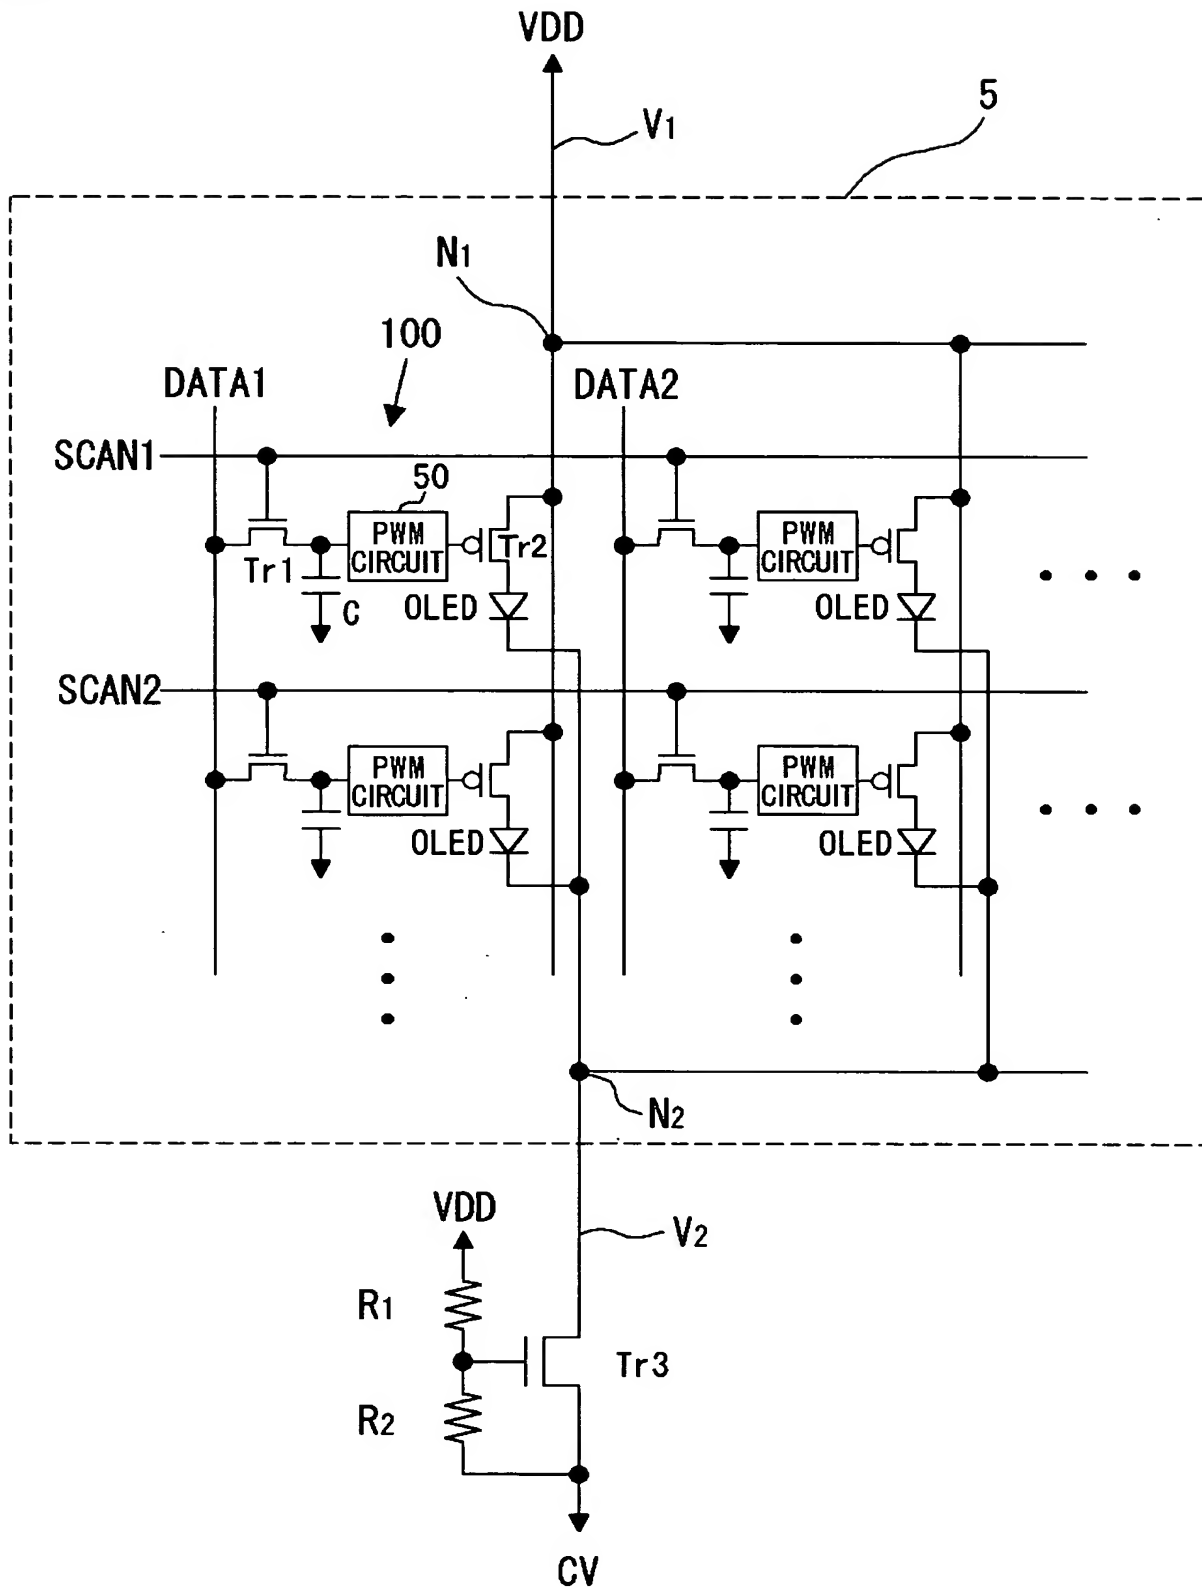 VDD
V1
5
N1
100
DATA1
DATA2
SCAN1
50
PWM CIRCUIT
Tr2
PWM CIRCUIT
Tr1
C
OLED
OLED
SCAN2
PWM CIRCUIT
PWM CIRCUIT
OLED
OLED
N2
VDD
V2
R1
Tr3
R2
CV